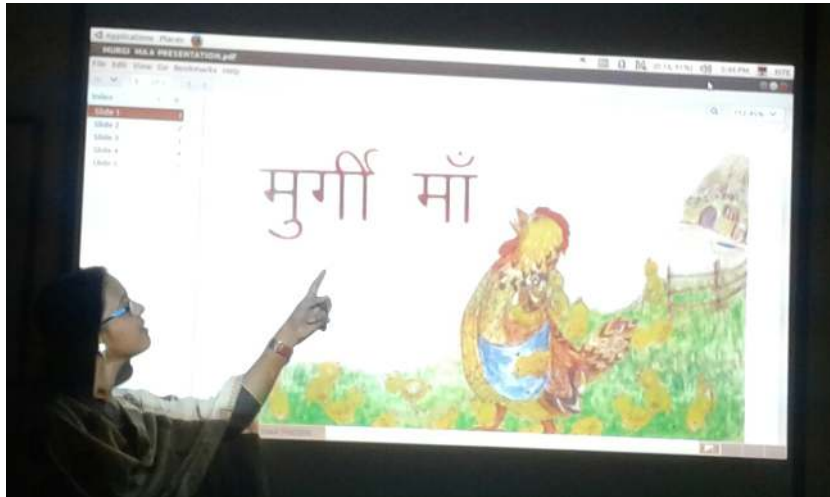 Applications Places
MURGI MAA PRESENTATION.pdf
File Edit View Go Bookmarks Help
Index
Slide 1
Slide 2
Slide 3
Slide 4
Slide 5
मुर्गी माँ